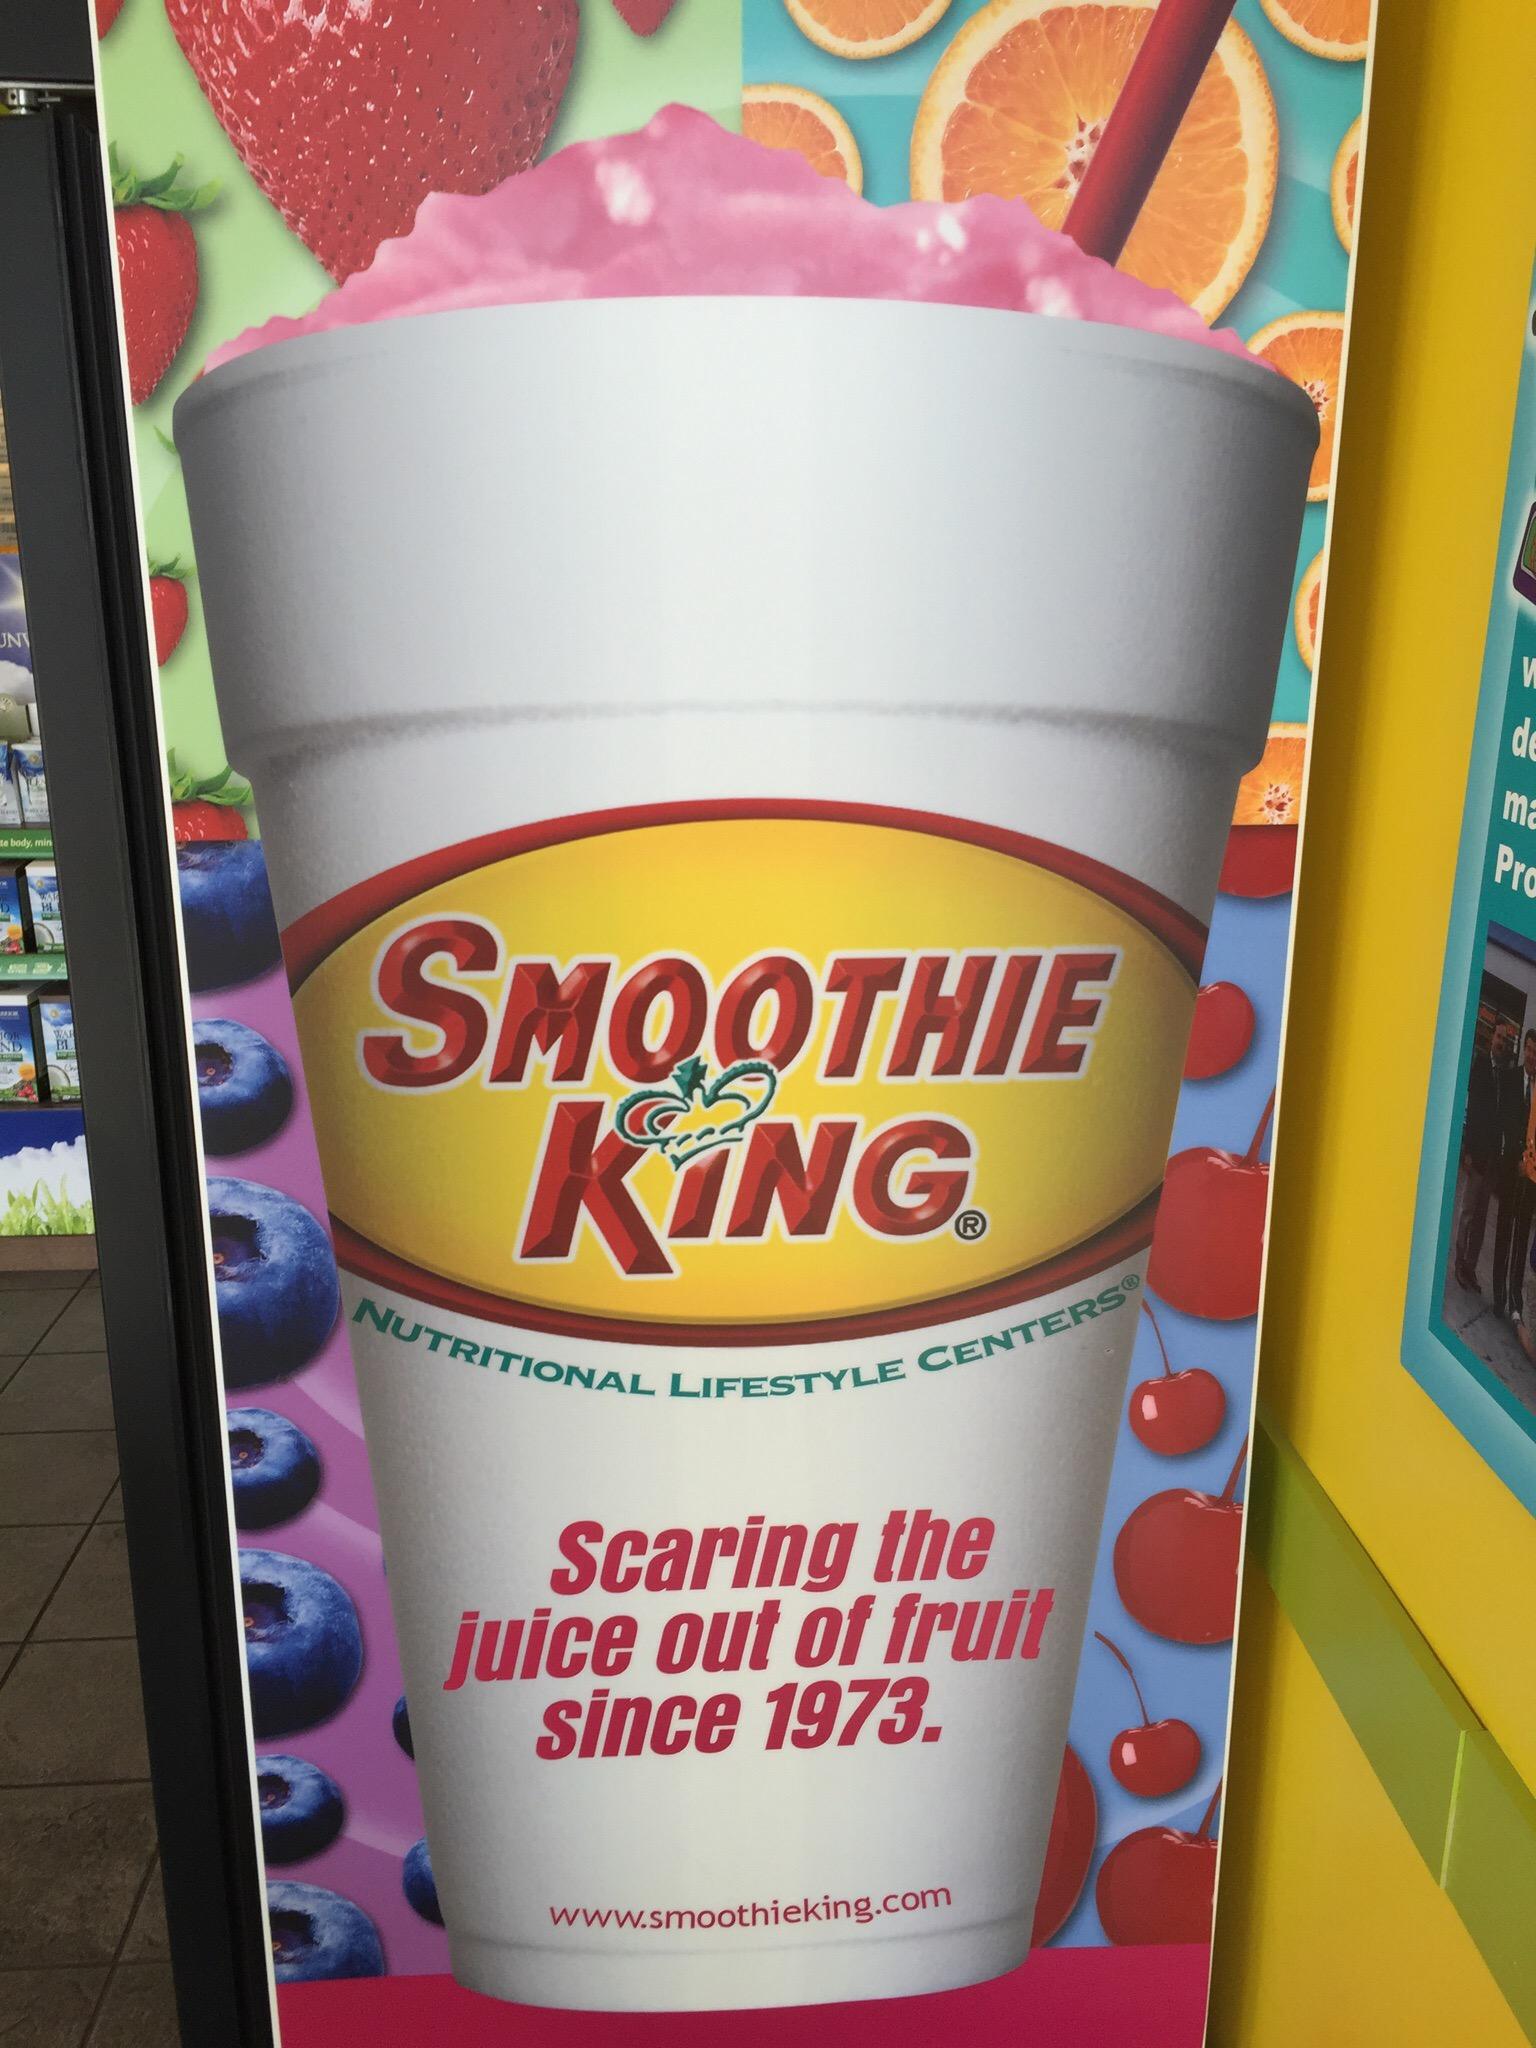 SMOOTHIE
KING®
NUTRITIONAL LIFESTYLE CENTERS®
Scaring the
juice out of fruit
since 1973.
www.smoothieking.com